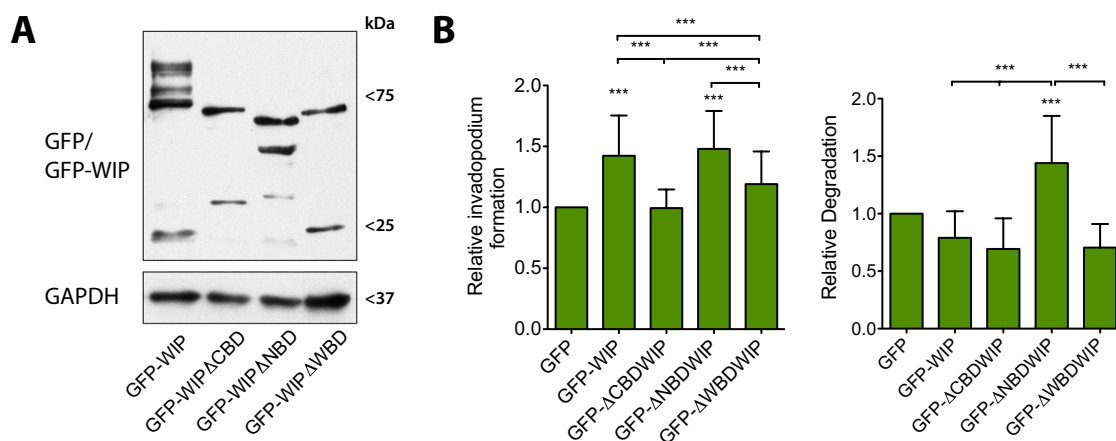 A
kDa
<75
GFP/
GFP-WIP
<25
GAPDH
<37
GFP-WIP
GFP-WIPΔCBD
GFP-WIPΔNBD
GFP-WIPΔWBD
B
***
***
***
***
***
***
Relative invadopodium
formation
2.0
1.5
1.0
0.5
0.0
GFP
GFP-WIP
GFP-ΔCBDWIP
GFP-ΔNBDWIP
GFP-ΔWBDWIP
***
***
***
Relative Degradation
2.0
1.5
1.0
0.5
0.0
GFP
GFP-WIP
GFP-ΔCBDWIP
GFP-ΔNBDWIP
GFP-ΔWBDWIP